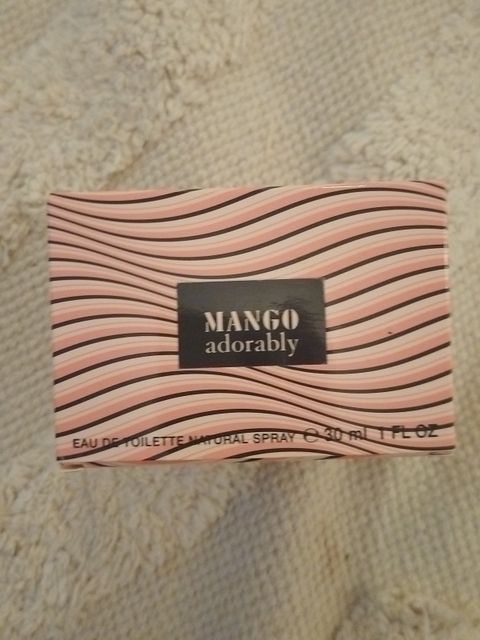 MANGO
adorably
EAU DE TOILETTE NATURAL SPRAY ℮ 30 ml 1 FL OZ